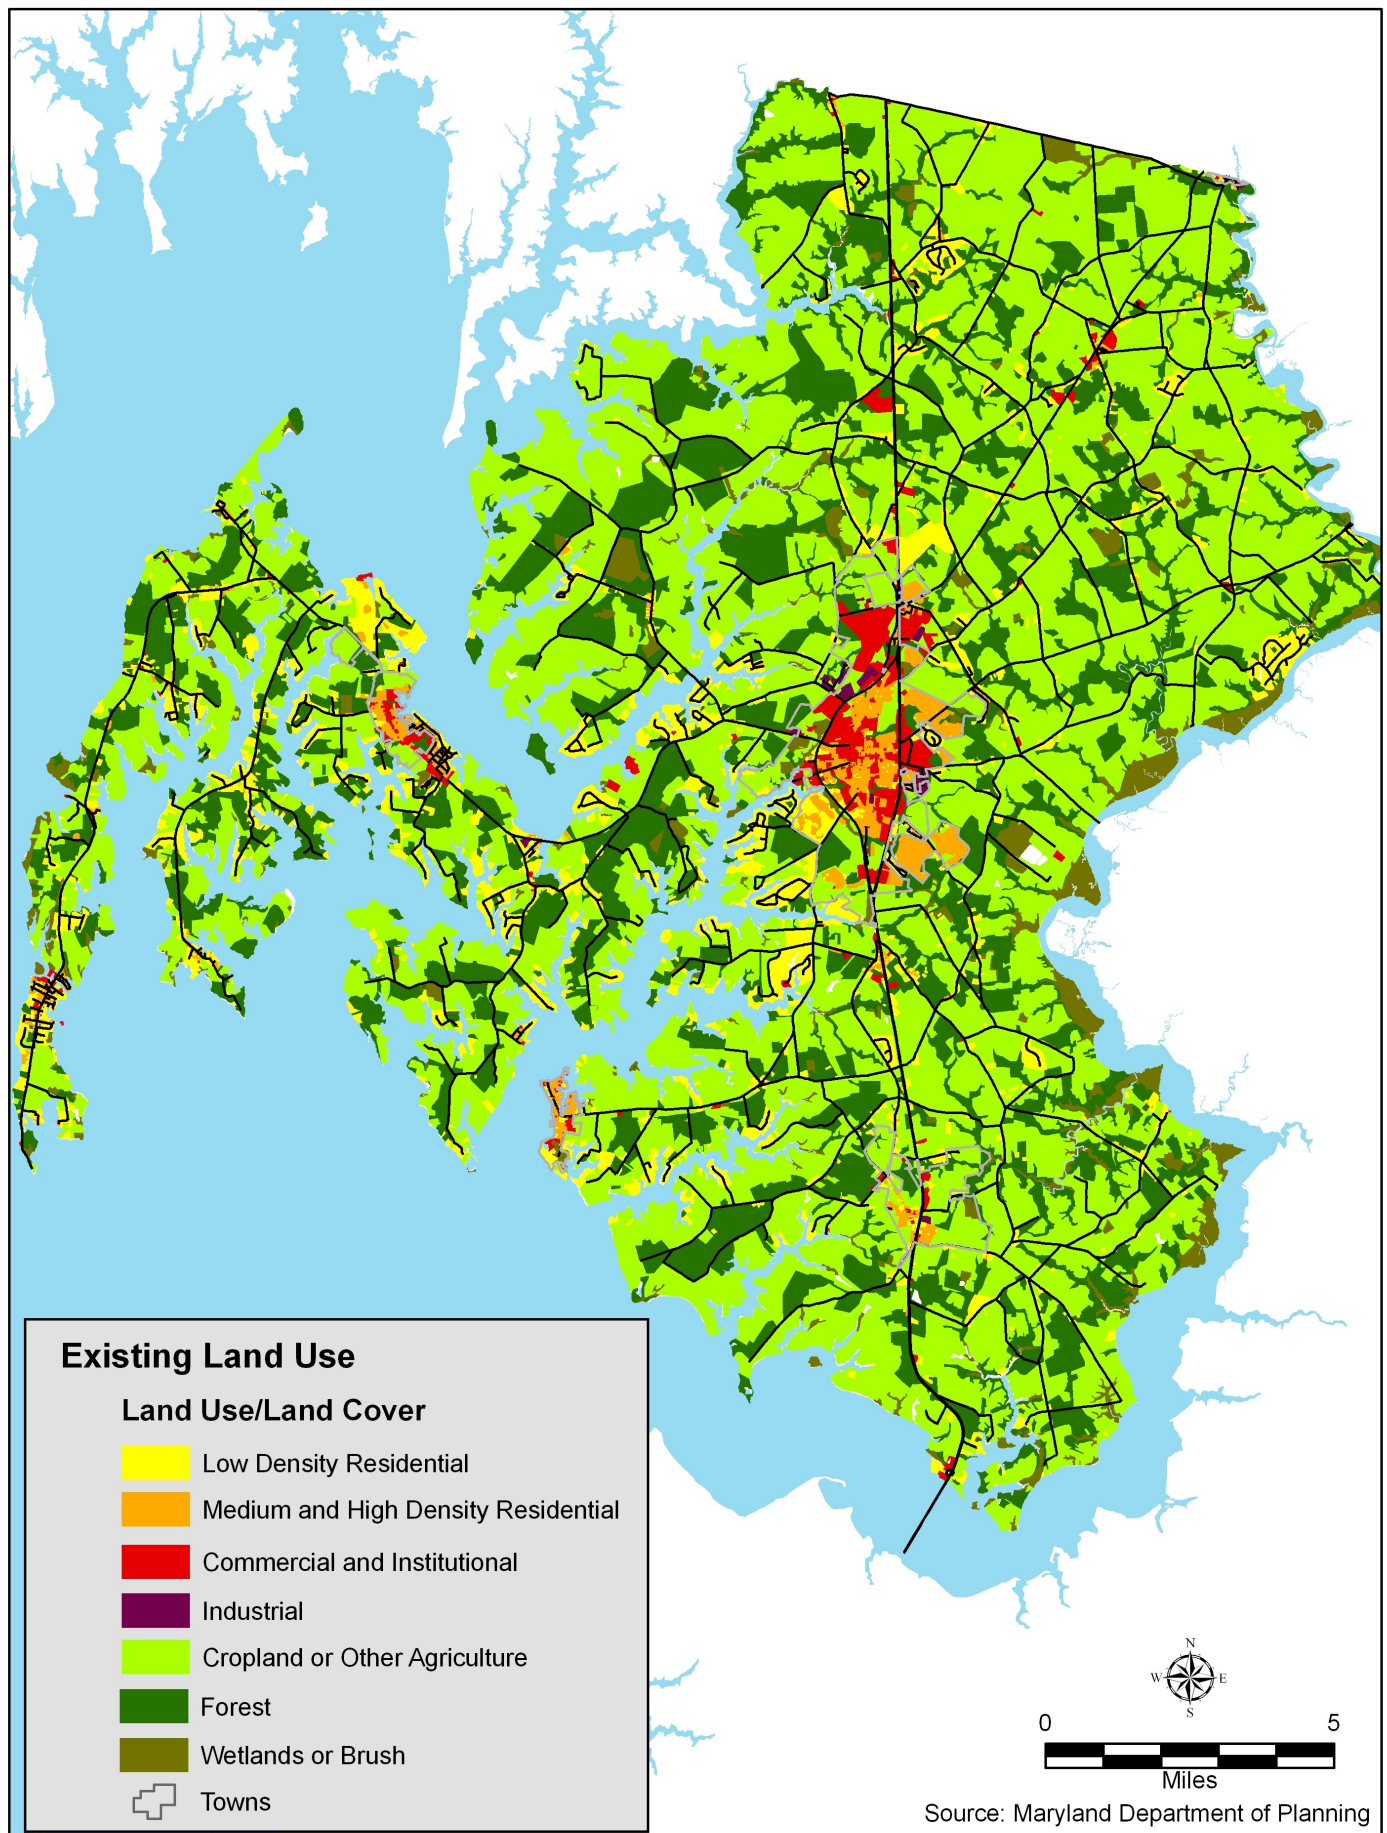 Existing Land Use
Land Use/Land Cover
Low Density Residential
Medium and High Density Residential
Commercial and Institutional
Industrial
Cropland or Other Agriculture
Forest
Wetlands or Brush
Towns
N
W E
S
0 5
Miles
Source: Maryland Department of Planning